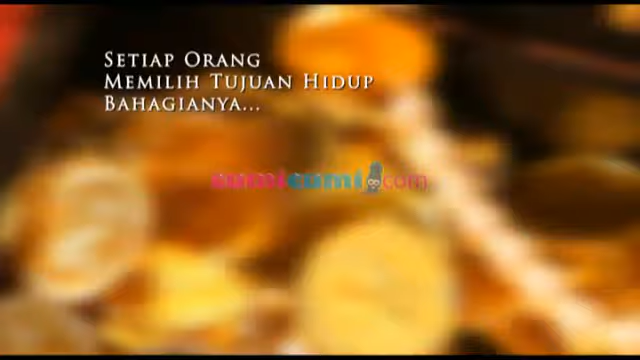 SETIAP ORANG
MEMILIH TUJUAN HIDUP
BAHAGIANYA...
cumicumi.com